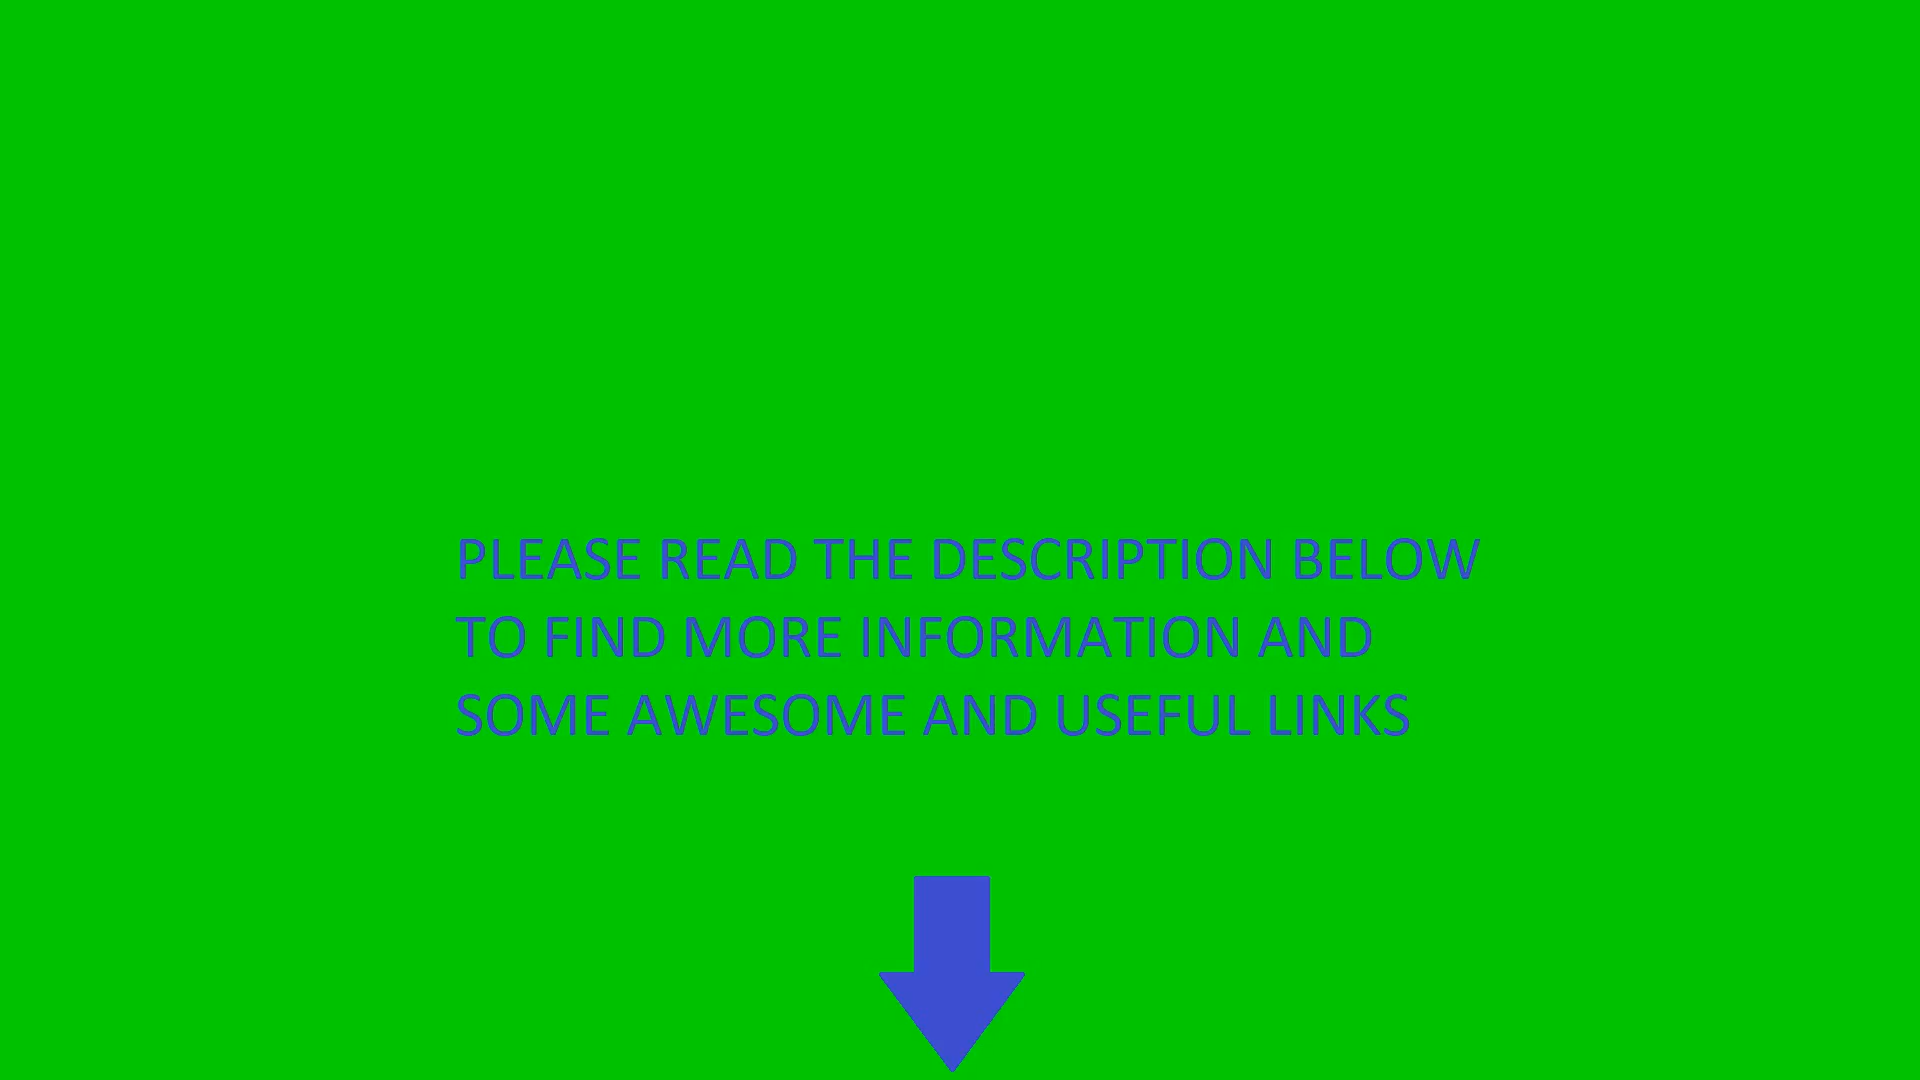 PLEASE READ THE DESCRIPTION BELOW
TO FIND MORE INFORMATION AND
SOME AWESOME AND USEFUL LINKS